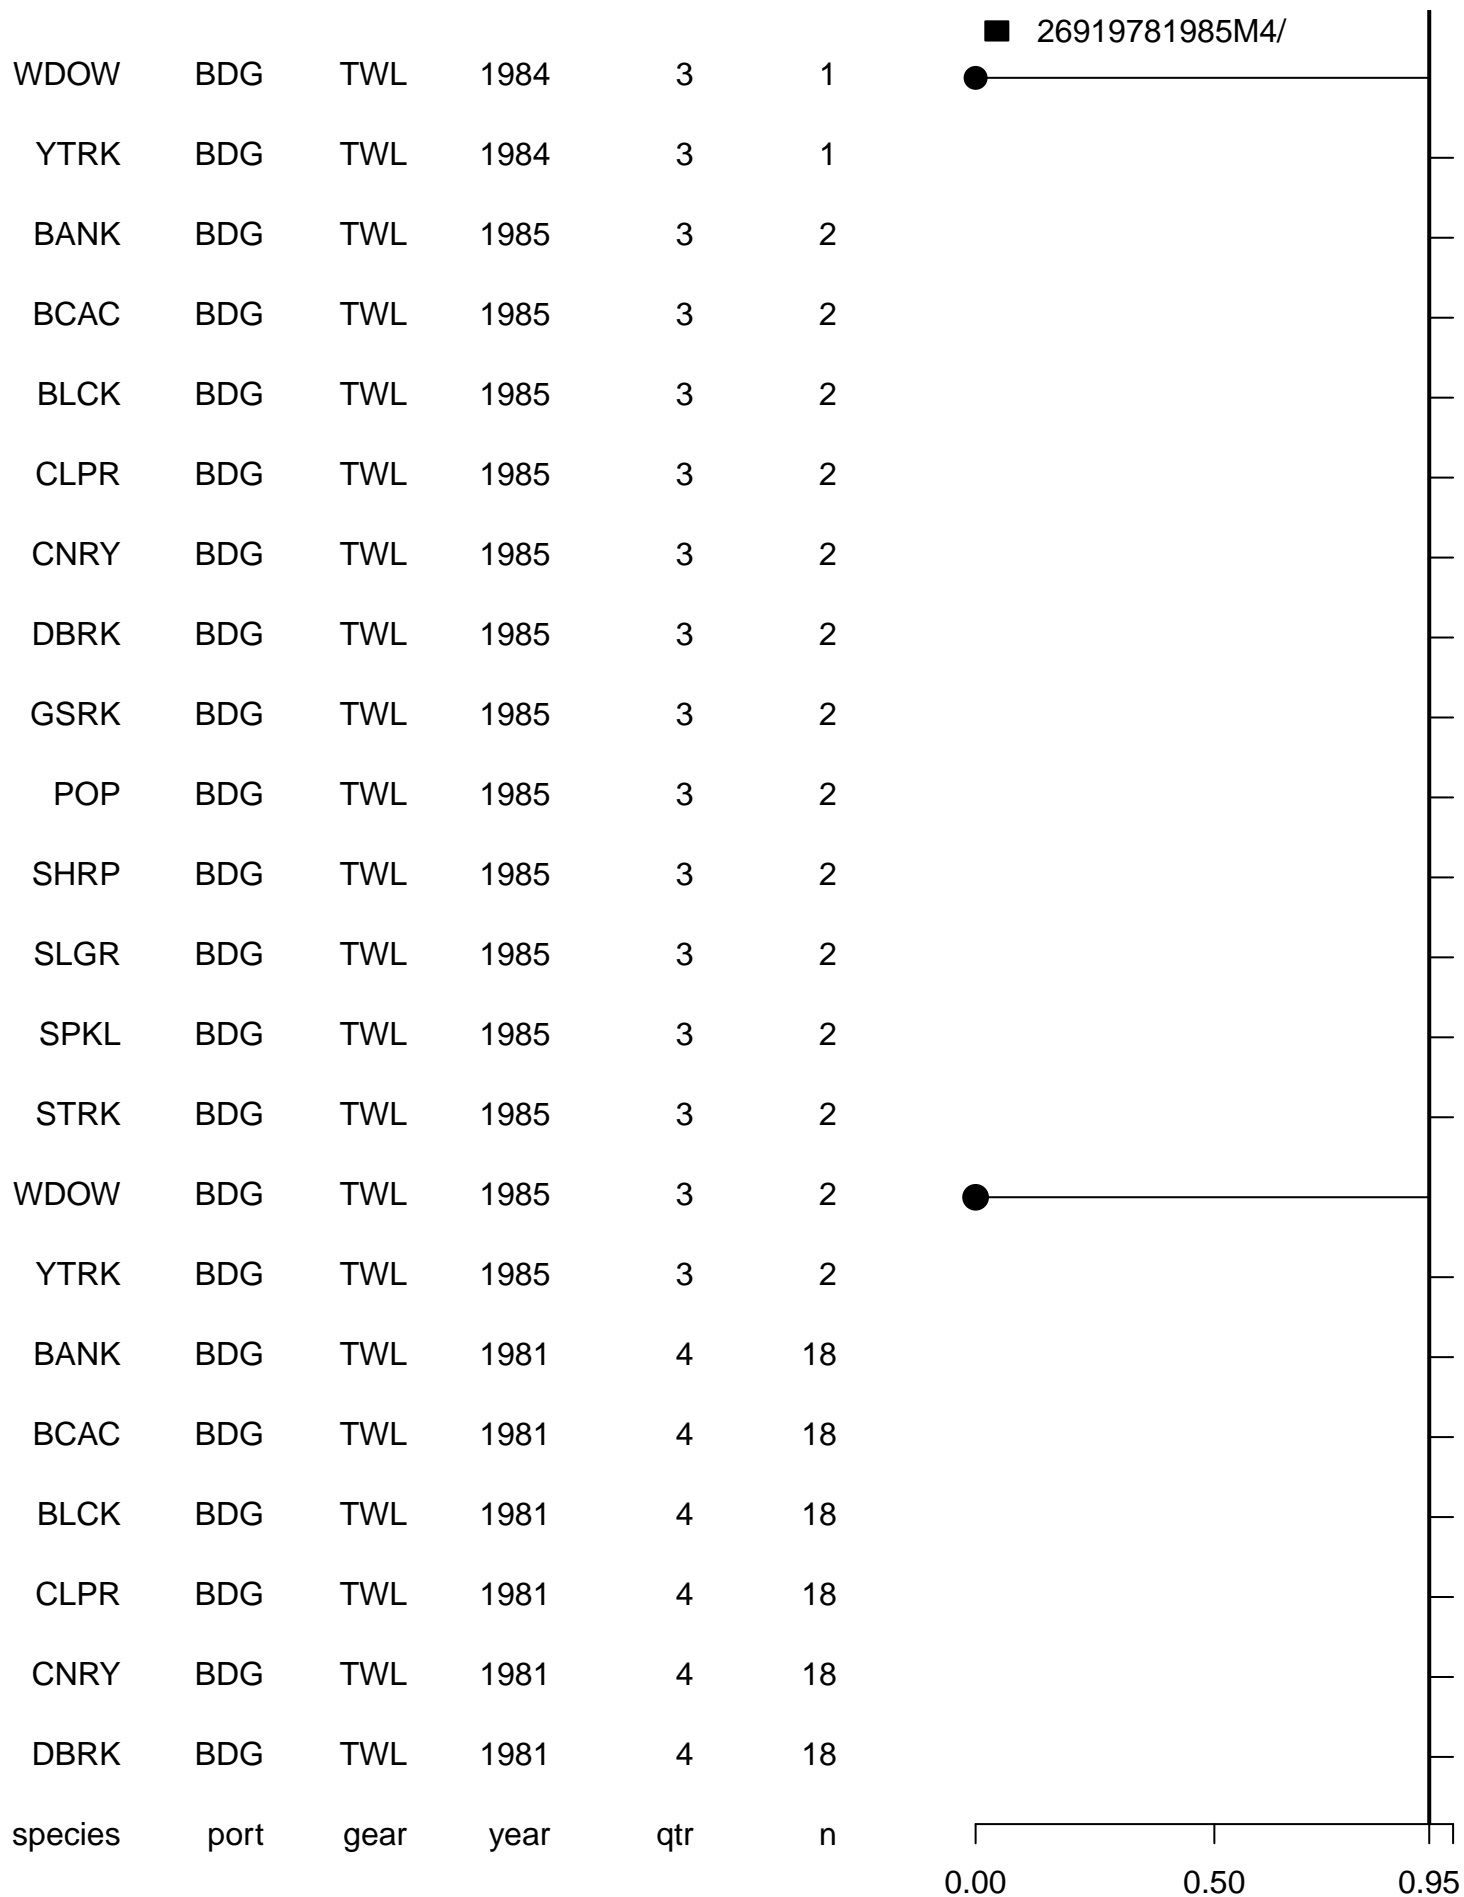 26919781985M4/
WDOW BDG TWL 1984 3 1
YTRK BDG TWL 1984 3 1
BANK BDG TWL 1985 3 2
BCAC BDG TWL 1985 3 2
BLCK BDG TWL 1985 3 2
CLPR BDG TWL 1985 3 2
CNRY BDG TWL 1985 3 2
DBRK BDG TWL 1985 3 2
GSRK BDG TWL 1985 3 2
POP BDG TWL 1985 3 2
SHRP BDG TWL 1985 3 2
SLGR BDG TWL 1985 3 2
SPKL BDG TWL 1985 3 2
STRK BDG TWL 1985 3 2
WDOW BDG TWL 1985 3 2
YTRK BDG TWL 1985 3 2
BANK BDG TWL 1981 4 18
BCAC BDG TWL 1981 4 18
BLCK BDG TWL 1981 4 18
CLPR BDG TWL 1981 4 18
CNRY BDG TWL 1981 4 18
DBRK BDG TWL 1981 4 18
species port gear year qtr n
0.00 0.50 0.95